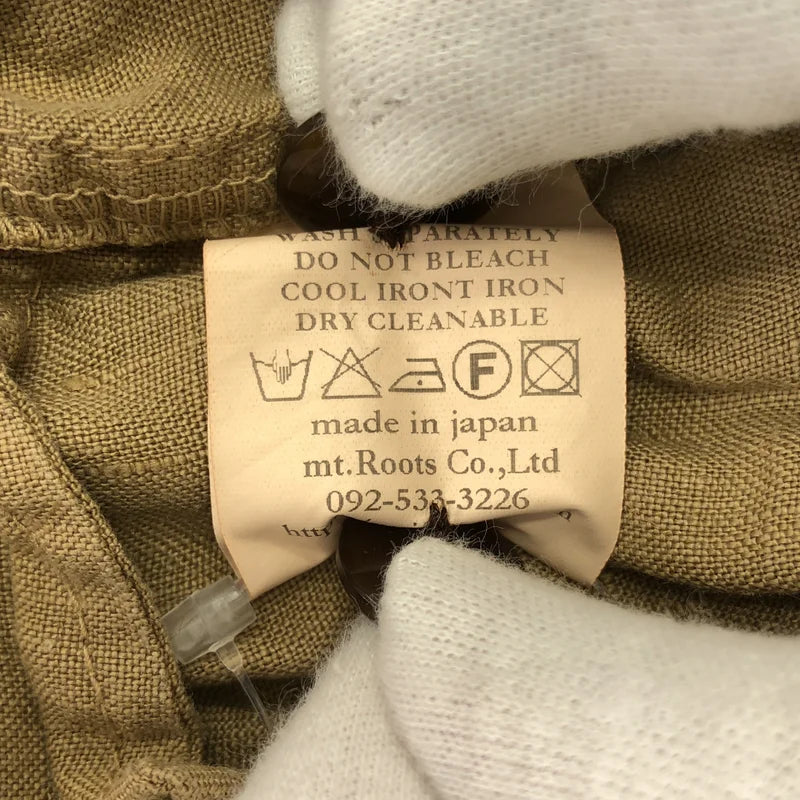 WASH SEPARATELY
DO NOT BLEACH
COOL IRONT IRON
DRY CLEANABLE
F
made in japan
mt.Roots Co.,Ltd
092-533-3226